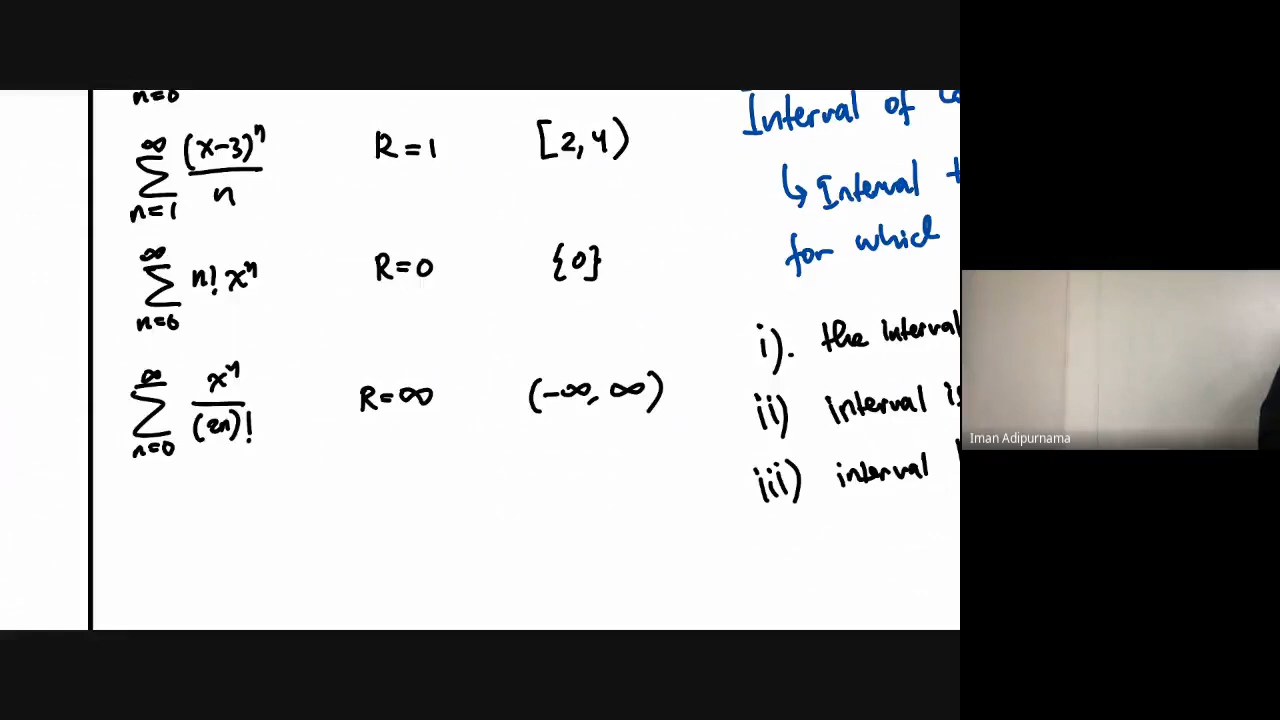 n=0
∞ Σ n=1 (x-3)^n / n R=1 [2,4)
∞ Σ n=0 n! x^n R=0 {0}
∞ Σ n=0 x^n / (2n)! R=∞ (-∞, ∞)
Interval of
↳ Interval
for which
i). the interval
ii) interval is
iii) interval
Iman Adipurnama